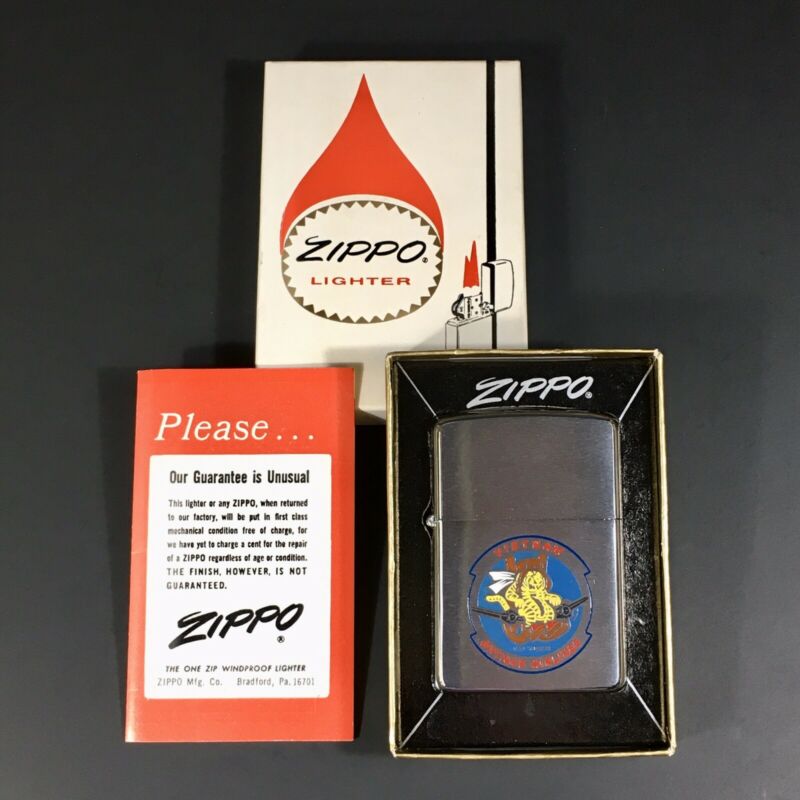 ZIPPO®
LIGHTER
ZIPPO®
Please...
Our Guarantee is Unusual
This lighter or any ZIPPO, when returned
to our factory, will be put in first class
mechanical condition free of charge, for
we have yet to charge a cent for the repair
of a ZIPPO regardless of age or condition.
THE FINISH, HOWEVER, IS NOT
GUARANTEED.
ZIPPO®
THE ONE ZIP WINDPROOF LIGHTER
ZIPPO Mfg. Co. Bradford, Pa. 16701
VIETNAM